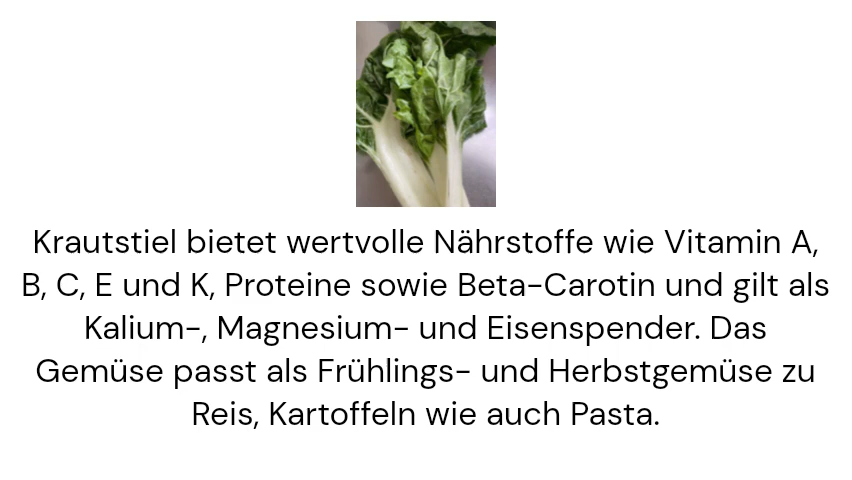 Krautstiel bietet wertvolle Nährstoffe wie Vitamin A,
B, C, E und K, Proteine sowie Beta-Carotin und gilt als
Kalium-, Magnesium- und Eisenspender. Das
Gemüse passt als Frühlings- und Herbstgemüse zu
Reis, Kartoffeln wie auch Pasta.